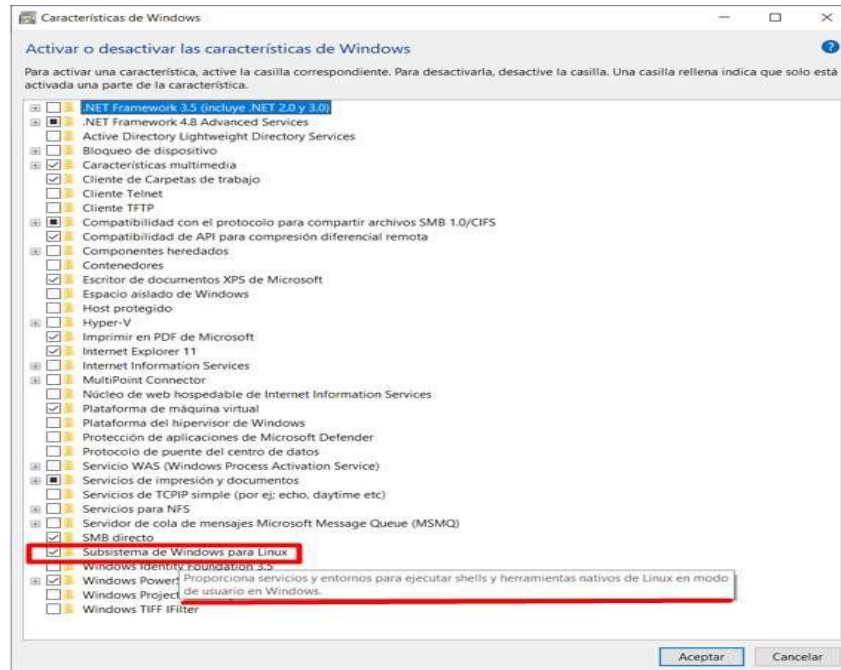 Características de Windows
Activar o desactivar las características de Windows
Para activar una característica, active la casilla correspondiente. Para desactivarla, desactive la casilla. Una casilla rellena indica que solo está
activada una parte de la característica.
.NET Framework 3.5 (incluye .NET 2.0 y 3.0)
.NET Framework 4.8 Advanced Services
Active Directory Lightweight Directory Services
Bloqueo de dispositivo
Características multimedia
Cliente de Carpetas de trabajo
Cliente Telnet
Cliente TFTP
Compatibilidad con el protocolo para compartir archivos SMB 1.0/CIFS
Compatibilidad de API para compresión diferencial remota
Componentes heredados
Contenedores
Escritor de documentos XPS de Microsoft
Espacio aislado de Windows
Host protegido
Hyper-V
Imprimir en PDF de Microsoft
Internet Explorer 11
Internet Information Services
MultiPoint Connector
Núcleo de web hospedable de Internet Information Services
Plataforma de máquina virtual
Plataforma del hipervisor de Windows
Protección de aplicaciones de Microsoft Defender
Protocolo de puente del centro de datos
Servicio WAS (Windows Process Activation Service)
Servicios de impresión y documentos
Servicios de TCPIP simple (por ej; echo, daytime etc)
Servicios para NFS
Servidor de cola de mensajes Microsoft Message Queue (MSMQ)
SMB directo
Subsistema de Windows para Linux
Windows Identity Foundation 3.5
Windows PowerS
Proporciona servicios y entornos para ejecutar shells y herramientas nativos de Linux en modo
Windows Project
de usuario en Windows.
Windows TIFF IFilter
Aceptar
Cancelar